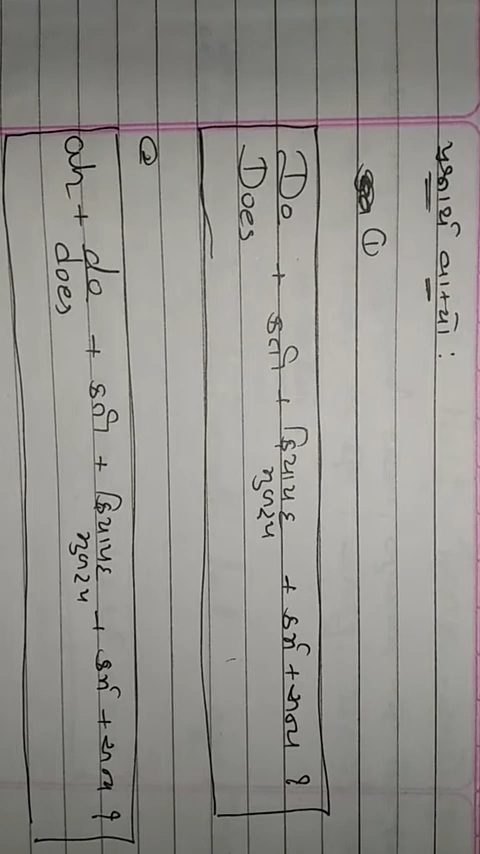 પ્રશ્નાર્થ વાક્યો :
①
Do + કર્તા + ક્રિયાપદ + કર્મ + અન્ય ?
Does મૂળરૂપ
②
wh + do + કર્તા + ક્રિયાપદ + કર્મ + અન્ય ?
does મૂળરૂપ